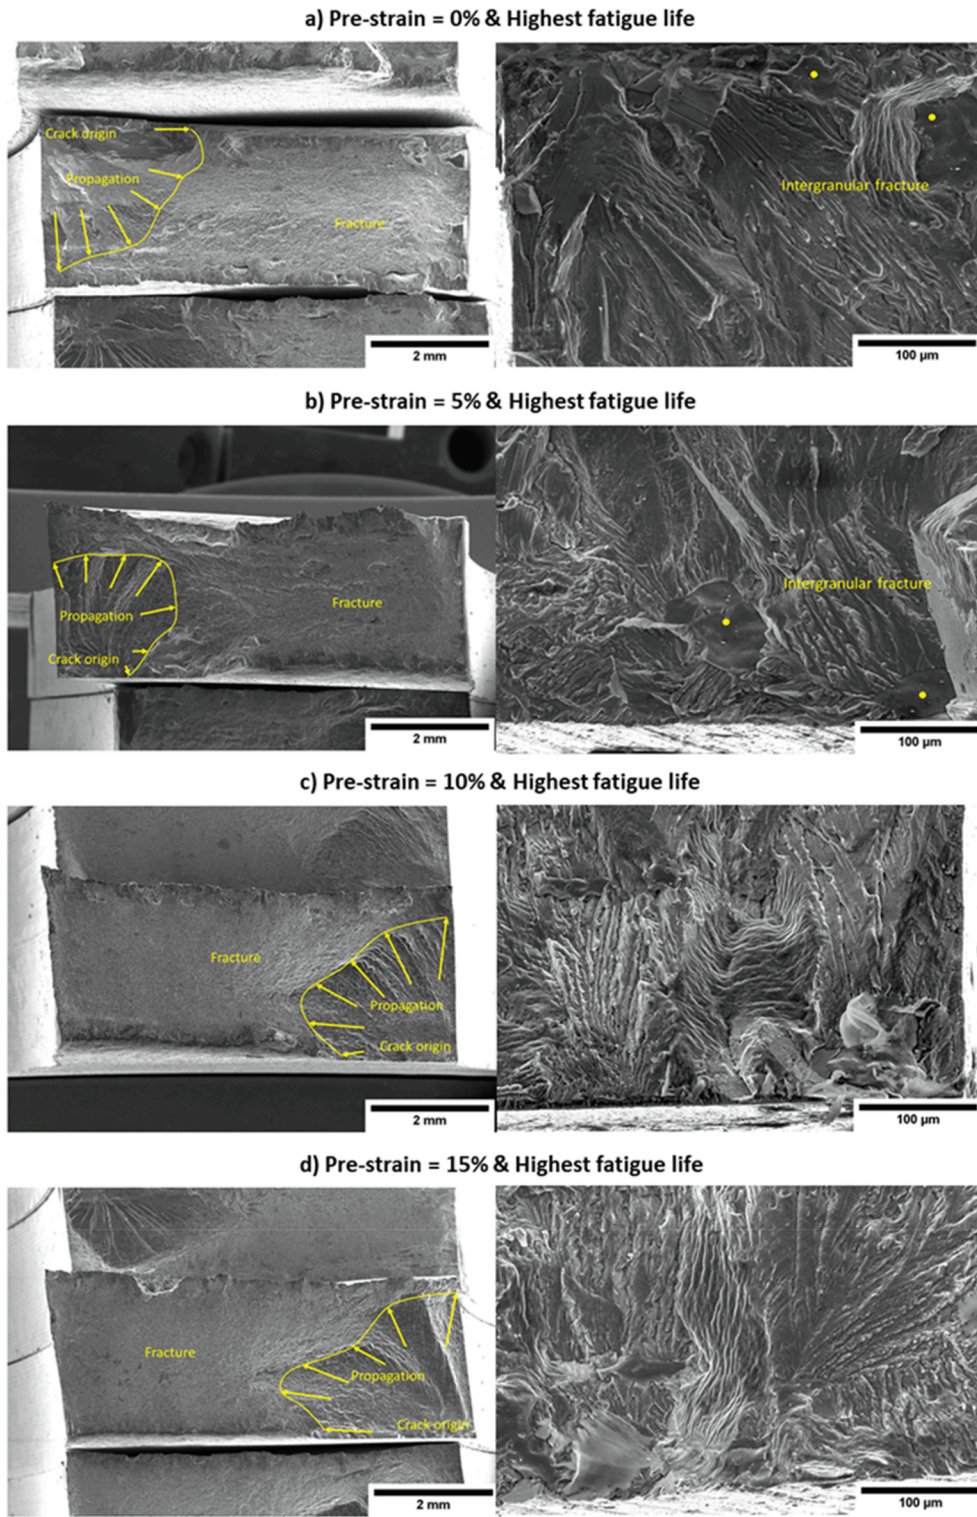 a) Pre-strain = 0% & Highest fatigue life
Crack origin
Propagation
Fracture
2 mm
Intergranular fracture
100 µm
b) Pre-strain = 5% & Highest fatigue life
Propagation
Fracture
Crack origin
2 mm
Intergranular fracture
100 µm
c) Pre-strain = 10% & Highest fatigue life
Fracture
Propagation
Crack origin
2 mm
100 µm
d) Pre-strain = 15% & Highest fatigue life
Fracture
Propagation
Crack origin
2 mm
100 µm